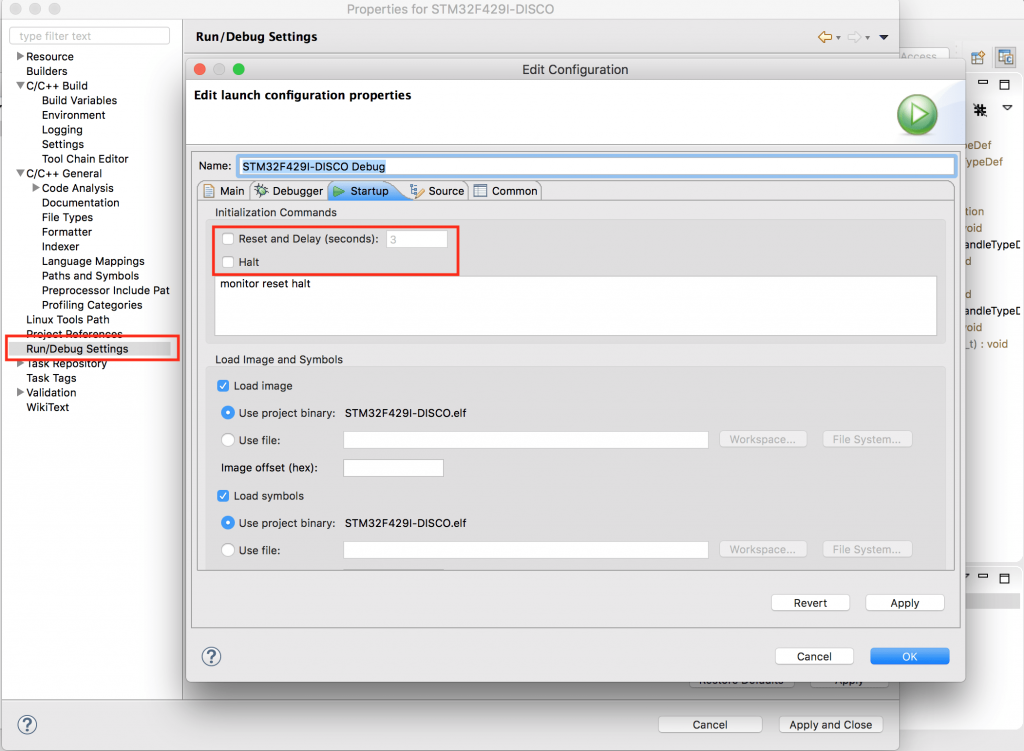 Properties for STM32F429I-DISCO
type filter text
Resource
Builders
C/C++ Build
Build Variables
Environment
Logging
Settings
Tool Chain Editor
C/C++ General
Code Analysis
Documentation
File Types
Formatter
Indexer
Language Mappings
Paths and Symbols
Preprocessor Include Pat
Profiling Categories
Linux Tools Path
Project References
Run/Debug Settings
Task Repository
Task Tags
Validation
WikiText
Run/Debug Settings
Access
Edit Configuration
Edit launch configuration properties
Name: STM32F429I-DISCO Debug
Main Debugger Startup Source Common
Initialization Commands
Reset and Delay (seconds): 3
Halt
monitor reset halt
Load Image and Symbols
Load image
Use project binary: STM32F429I-DISCO.elf
Use file: Workspace... File System...
Image offset (hex):
Load symbols
Use project binary: STM32F429I-DISCO.elf
Use file: Workspace... File System...
Revert Apply
? Cancel OK
Restore Defaults Apply
? Cancel Apply and Close
peDef
ypeDef
tion
void
andleTypeD
d
d
andleTypeD
void
_t) : void